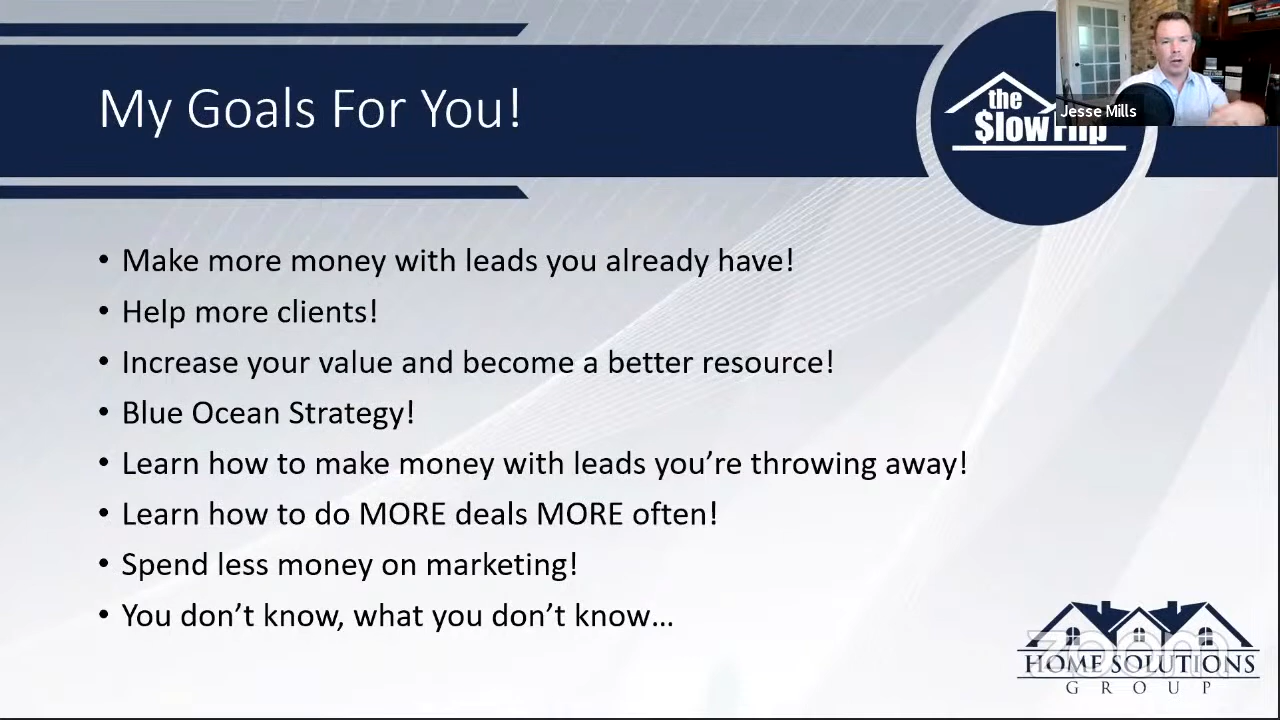 My Goals For You!
the
$low Flip
Jesse Mills
• Make more money with leads you already have!
• Help more clients!
• Increase your value and become a better resource!
• Blue Ocean Strategy!
• Learn how to make money with leads you’re throwing away!
• Learn how to do MORE deals MORE often!
• Spend less money on marketing!
• You don’t know, what you don’t know…
zoom
HOME SOLUTIONS
GROUP